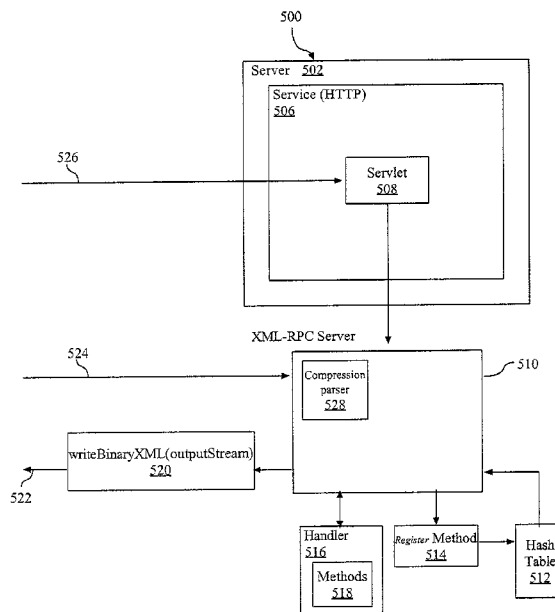 500
Server 502
Service (HTTP)
506
526
Servlet
508
XML-RPC Server
524
510
Compression
parser
528
writeBinaryXML(outputStream)
520
522
Handler
516
Methods
518
Register Method
514
Hash
Table
512